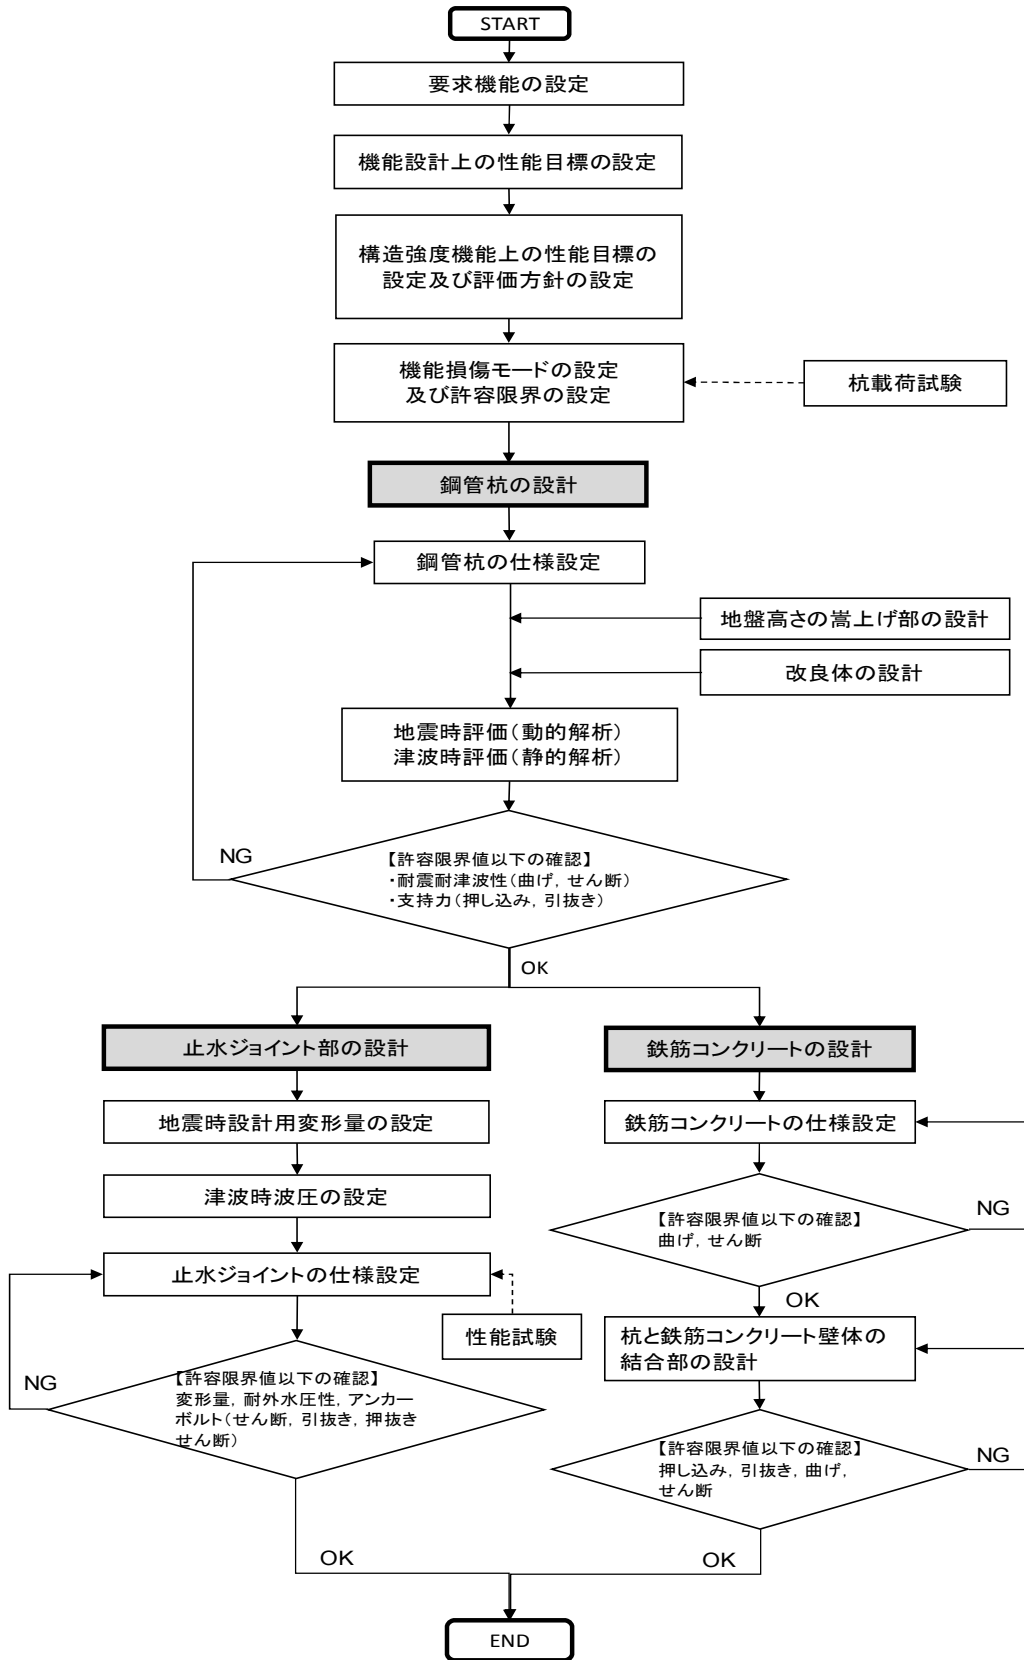 START
要求機能の設定
機能設計上の性能目標の設定
構造強度機能上の性能目標の
設定及び評価方針の設定
機能損傷モードの設定
及び許容限界の設定
杭載荷試験
鋼管杭の設計
鋼管杭の仕様設定
地盤高さの嵩上げ部の設計
改良体の設計
地震時評価(動的解析)
津波時評価(静的解析)
NG
【許容限界値以下の確認】
・耐震耐津波性(曲げ, せん断)
・支持力(押し込み, 引抜き)
OK
止水ジョイント部の設計
地震時設計用変形量の設定
津波時波圧の設定
止水ジョイントの仕様設定
性能試験
NG
【許容限界値以下の確認】
変形量, 耐外水圧性, アンカー
ボルト(せん断, 引抜き, 押抜き
せん断)
OK
鉄筋コンクリートの設計
鉄筋コンクリートの仕様設定
【許容限界値以下の確認】
曲げ, せん断
NG
OK
杭と鉄筋コンクリート壁体の
結合部の設計
【許容限界値以下の確認】
押し込み, 引抜き, 曲げ,
せん断
NG
OK
END